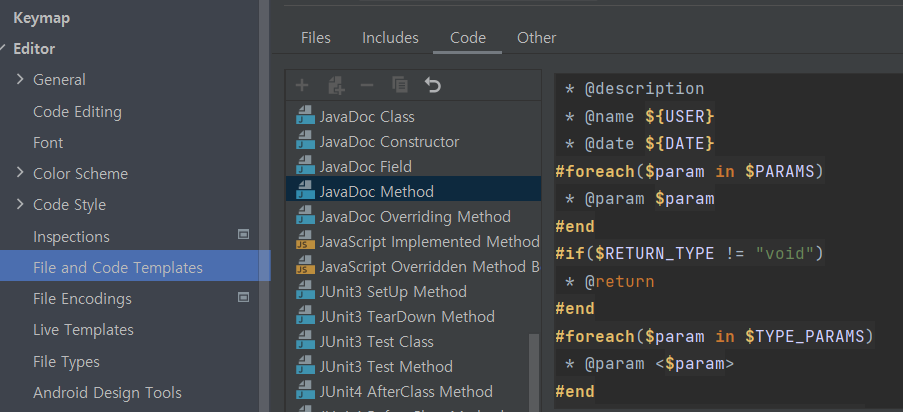 Keymap
Editor
General
Code Editing
Font
Color Scheme
Code Style
Inspections
File and Code Templates
File Encodings
Live Templates
File Types
Android Design Tools
Files Includes Code Other
JavaDoc Class
JavaDoc Constructor
JavaDoc Field
JavaDoc Method
JavaDoc Overriding Method
JavaScript Implemented Method
JavaScript Overridden Method B
JUnit3 SetUp Method
JUnit3 TearDown Method
JUnit3 Test Class
JUnit3 Test Method
JUnit4 AfterClass Method
* @description
* @name ${USER}
* @date ${DATE}
#foreach($param in $PARAMS)
* @param $param
#end
#if($RETURN_TYPE != "void")
* @return
#end
#foreach($param in $TYPE_PARAMS)
* @param <$param>
#end